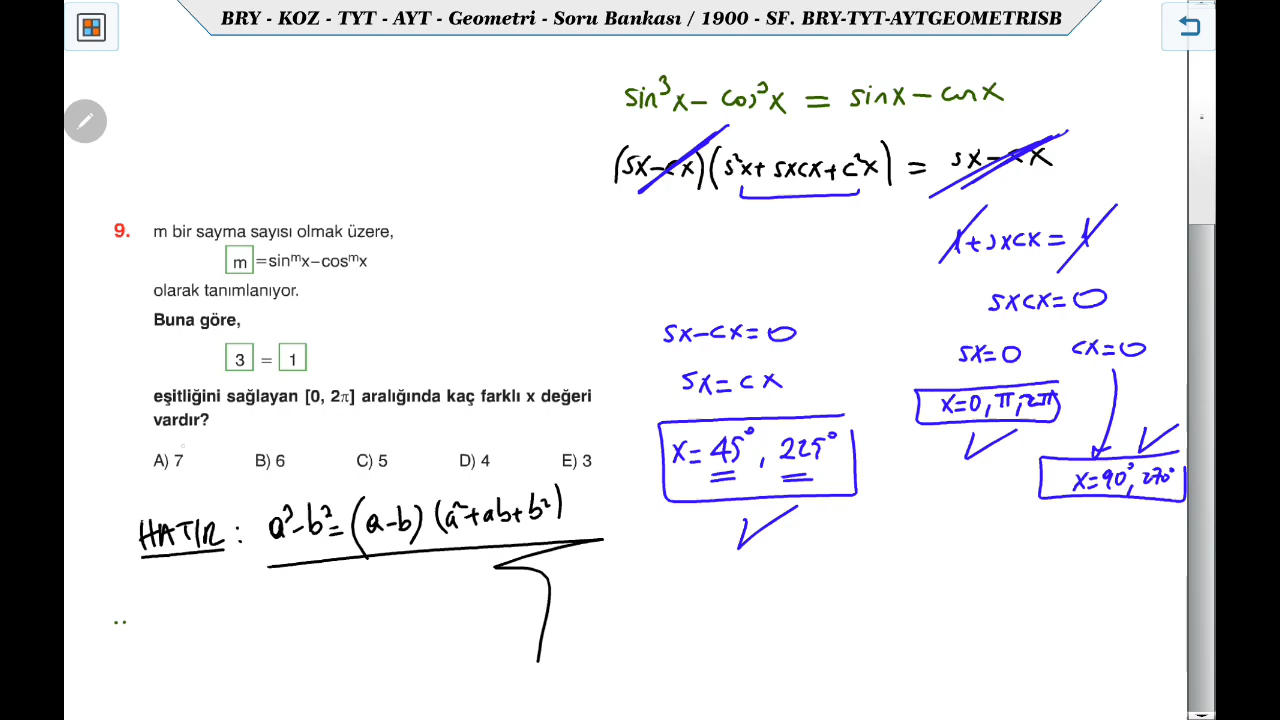 BRY - KOZ - TYT - AYT - Geometri - Soru Bankası / 1900 - SF. BRY-TYT-AYTGEOMETRISB
sin³x - cos³x = sinx - cosx
(sx-cx)(s²x + sxcx + c²x) = sx-cx
1+sxcx = 1
sxcx = 0
sx=0 cx=0
x=0, π, 2π
x=90°, 270°
sx-cx=0
sx=cx
x=45°, 225°
9. m bir sayma sayısı olmak üzere,
m =sinᵐx–cosᵐx
olarak tanımlanıyor.
Buna göre,
3 = 1
eşitliğini sağlayan [0, 2π] aralığında kaç farklı x değeri
vardır?
A) 7 B) 6 C) 5 D) 4 E) 3
HATIR : a³-b³=(a-b) (a²+ab+b²)